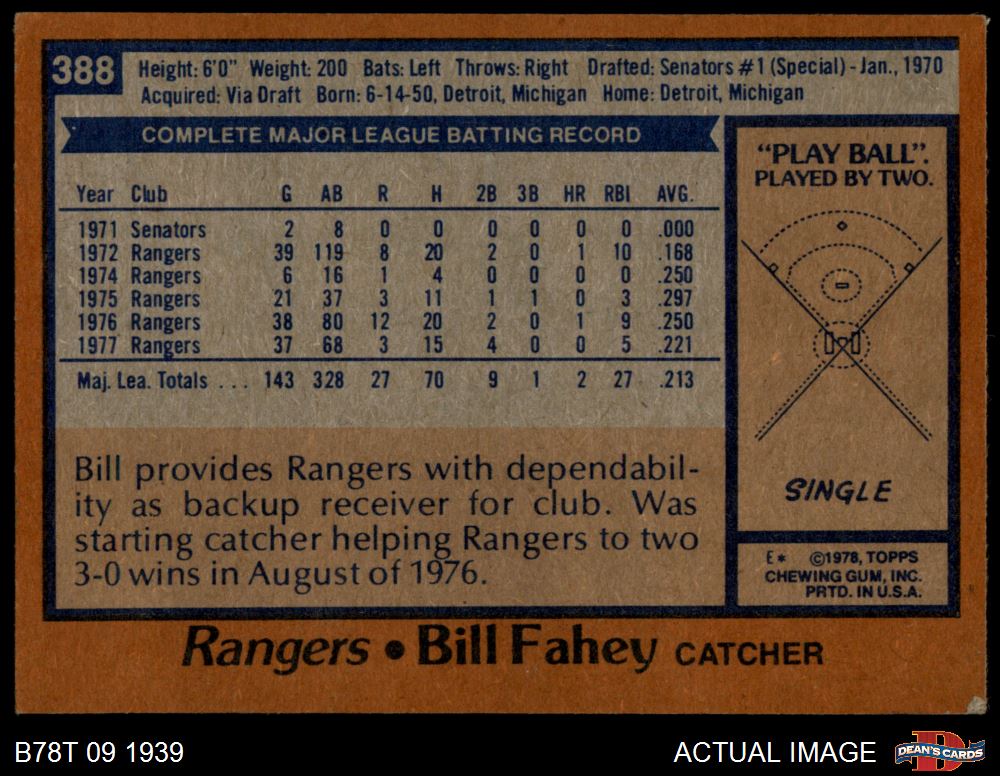 388
Height: 6'0" Weight: 200 Bats: Left Throws: Right Drafted: Senators #1 (Special) - Jan., 1970
Acquired: Via Draft Born: 6-14-50, Detroit, Michigan Home: Detroit, Michigan
COMPLETE MAJOR LEAGUE BATTING RECORD
Year Club G AB R H 2B 3B HR RBI AVG.
1971 Senators 2 8 0 0 0 0 0 0 .000
1972 Rangers 39 119 8 20 2 0 1 10 .168
1974 Rangers 6 16 1 4 0 0 0 0 .250
1975 Rangers 21 37 3 11 1 1 0 3 .297
1976 Rangers 38 80 12 20 2 0 1 9 .250
1977 Rangers 37 68 3 15 4 0 0 5 .221
Maj. Lea. Totals ... 143 328 27 70 9 1 2 27 .213
Bill provides Rangers with dependabil-
ity as backup receiver for club. Was
starting catcher helping Rangers to two
3-0 wins in August of 1976.
"PLAY BALL".
PLAYED BY TWO.
SINGLE
E* ©1978, TOPPS
CHEWING GUM, INC.
PRTD. IN U.S.A.
Rangers • Bill Fahey CATCHER
B78T 09 1939
ACTUAL IMAGE
D
DEAN'S CARDS